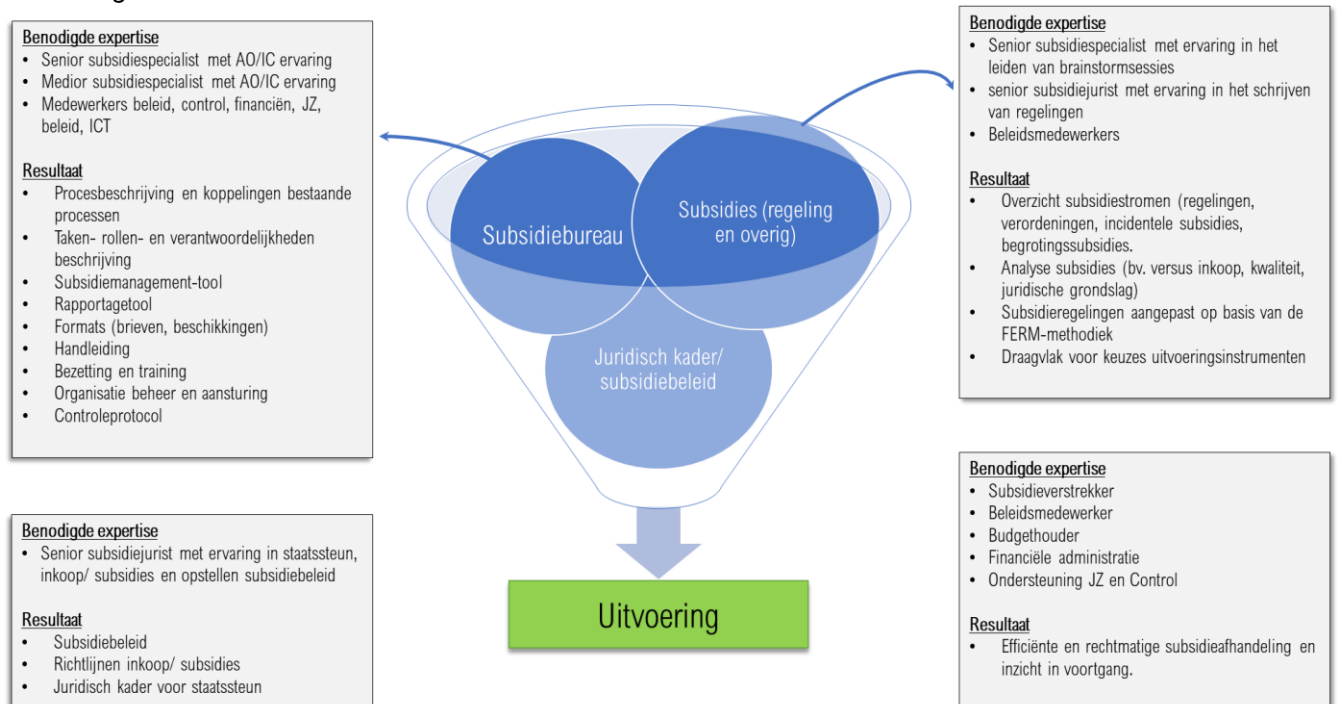 Benodigde expertise
• Senior subsidiespecialist met AO/IC ervaring
• Medior subsidiespecialist met AO/IC ervaring
• Medewerkers beleid, control, financiën, JZ,
beleid, ICT
Resultaat
• Procesbeschrijving en koppelingen bestaande
processen
• Taken- rollen- en verantwoordelijkheden
beschrijving
• Subsidiemanagement-tool
• Rapportagetool
• Formats (brieven, beschikkingen)
• Handleiding
• Bezetting en training
• Organisatie beheer en aansturing
• Controleprotocol
Benodigde expertise
• Senior subsidiejurist met ervaring in staatssteun,
inkoop/ subsidies en opstellen subsidiebeleid
Resultaat
• Subsidiebeleid
• Richtlijnen inkoop/ subsidies
• Juridisch kader voor staatssteun
Subsidiebureau
Subsidies (regeling
en overig)
Juridisch kader/
subsidiebeleid
Uitvoering
Benodigde expertise
• Senior subsidiespecialist met ervaring in het
leiden van brainstormsessies
• senior subsidiejurist met ervaring in het schrijven
van regelingen
• Beleidsmedewerkers
Resultaat
• Overzicht subsidiestromen (regelingen,
verordeningen, incidentele subsidies,
begrotingssubsidies.
• Analyse subsidies (bv. versus inkoop, kwaliteit,
juridische grondslag)
• Subsidieregelingen aangepast op basis van de
FERM-methodiek
• Draagvlak voor keuzes uitvoeringsinstrumenten
Benodigde expertise
• Subsidieverstrekker
• Beleidsmedewerker
• Budgethouder
• Financiële administratie
• Ondersteuning JZ en Control
Resultaat
• Efficiënte en rechtmatige subsidieafhandeling en
inzicht in voortgang.